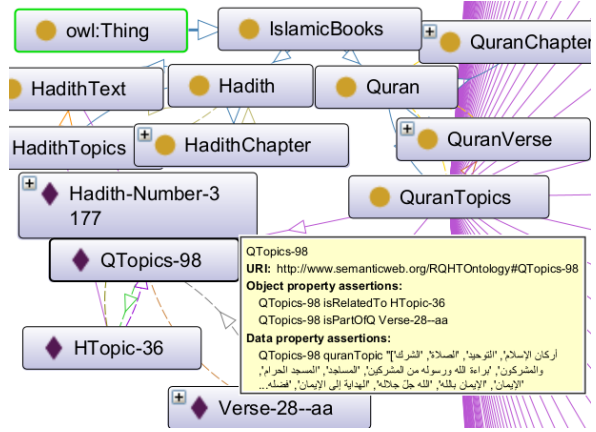 owl:Thing
IslamicBooks
QuranChapter
HadithText
Hadith
Quran
HadithTopics
HadithChapter
QuranVerse
Hadith-Number-3
177
QuranTopics
QTopics-98
HTopic-36
Verse-28--aa
QTopics-98
URI: http://www.semanticweb.org/RQHTOntology#QTopics-98
Object property assertions:
QTopics-98 isRelatedTo HTopic-36
QTopics-98 isPartOfQ Verse-28--aa
Data property assertions:
QTopics-98 quranTopic "['أركان الإسلام', 'التوحيد', 'الصلاة', 'الشرك
والمشركون', 'براءة الله ورسوله من المشركين', 'المساجد', 'المسجد الحرام',
'الإيمان', 'الإيمان بالله', 'الله جلّ جلاله', 'الهداية إلى الإيمان', 'فضله...